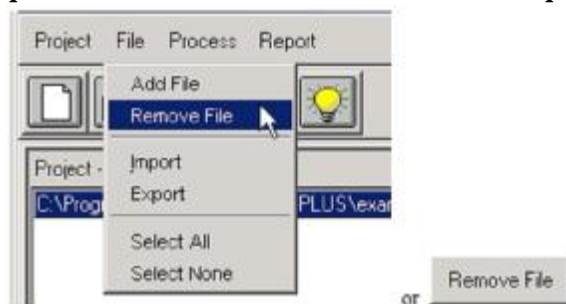 Project File Process Report
Add File
Remove File
Import
Project -
Export
C:\Prog PLUS\exam
Select All
Select None
or Remove File